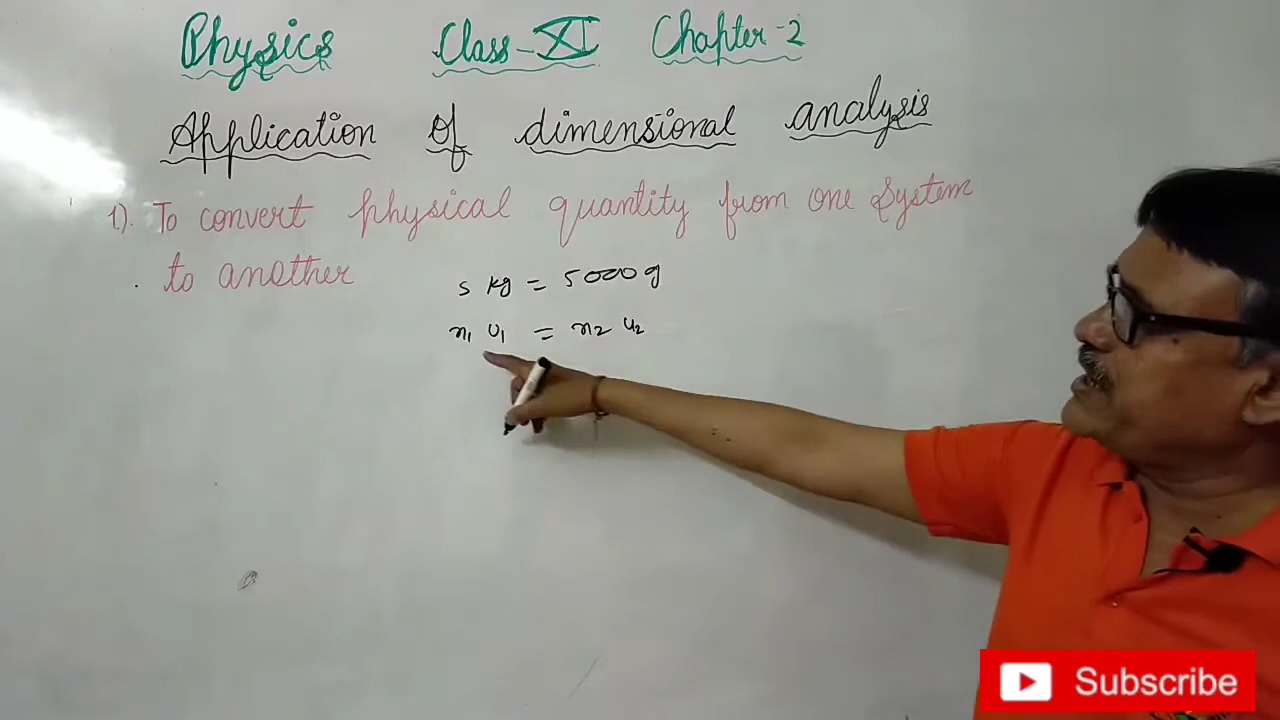 Physics Class-XI Chapter-2
Application Of dimensional analysis
1.). To convert physical quantity from one System
to another
5 kg = 5000 g
n1 u1 = n2 u2
Subscribe